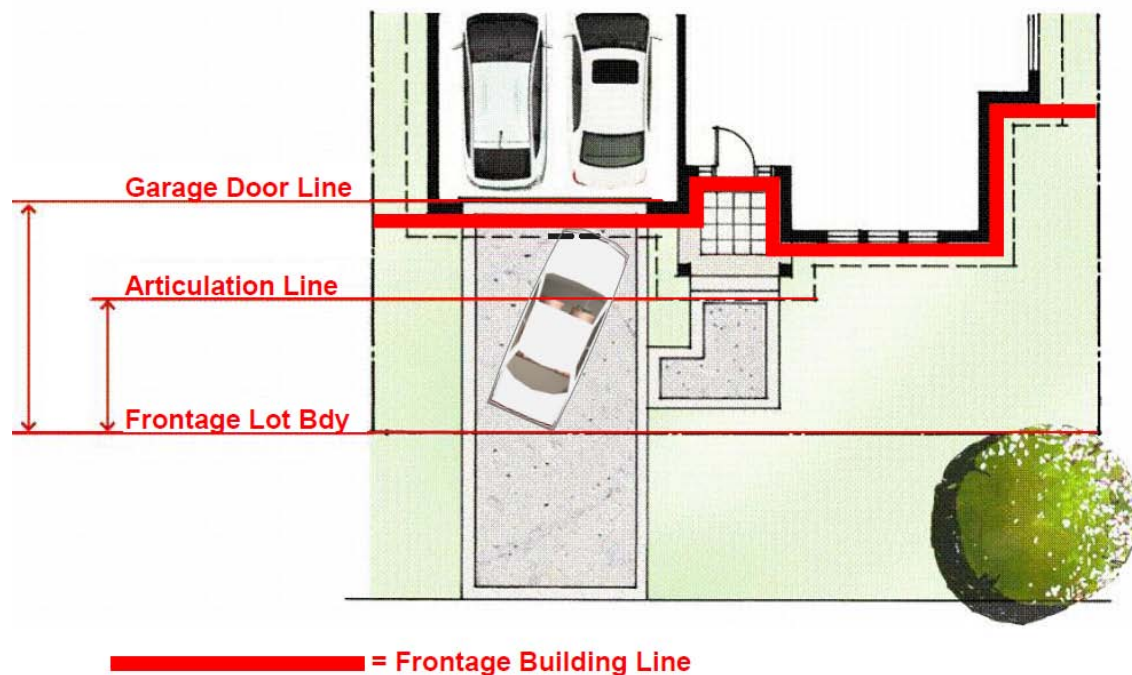 Garage Door Line
Articulation Line
Frontage Lot Bdy
= Frontage Building Line